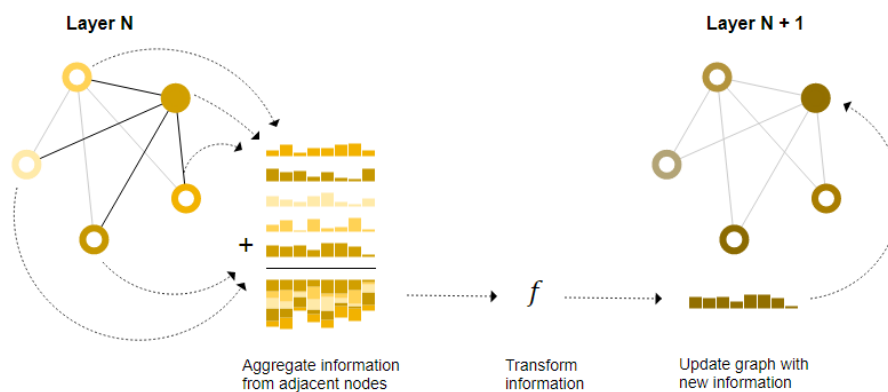 Layer N
Layer N + 1
+
f
Aggregate information
from adjacent nodes
Transform
information
Update graph with
new information